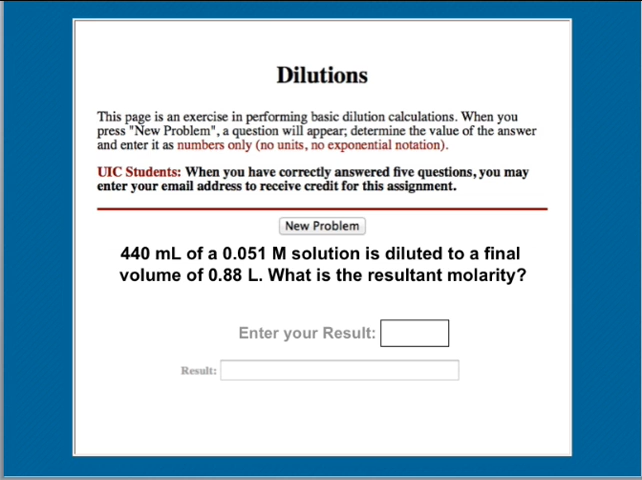 Dilutions
This page is an exercise in performing basic dilution calculations. When you
press "New Problem", a question will appear; determine the value of the answer
and enter it as numbers only (no units, no exponential notation).
UIC Students: When you have correctly answered five questions, you may
enter your email address to receive credit for this assignment.
New Problem
440 mL of a 0.051 M solution is diluted to a final
volume of 0.88 L. What is the resultant molarity?
Enter your Result:
Result: